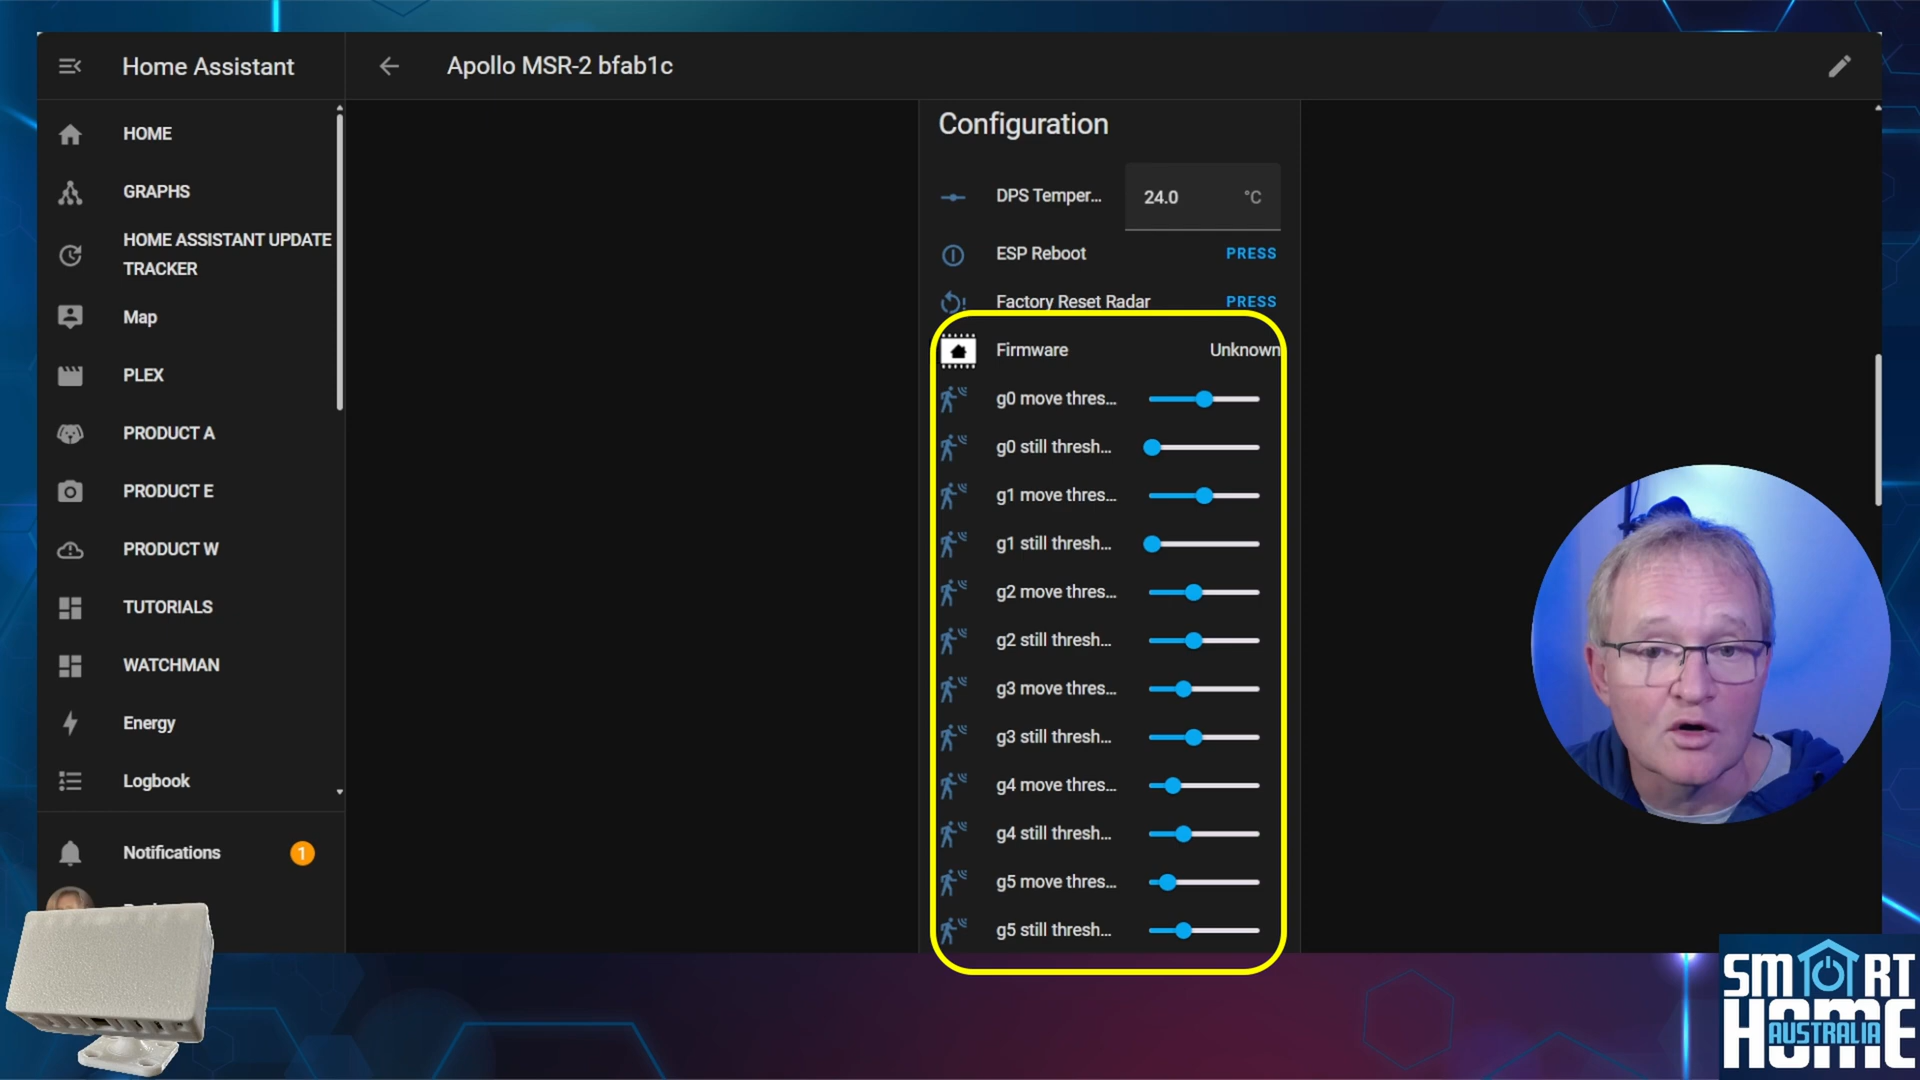 Home Assistant
Apollo MSR-2 bfab1c
HOME
GRAPHS
HOME ASSISTANT UPDATE
TRACKER
Map
PLEX
PRODUCT A
PRODUCT E
PRODUCT W
TUTORIALS
WATCHMAN
Energy
Logbook
Notifications
1
Configuration
DPS Temper...
24.0
°C
ESP Reboot
PRESS
Factory Reset Radar
PRESS
Firmware
Unknown
g0 move thres...
g0 still thresh...
g1 move thres...
g1 still thresh...
g2 move thres...
g2 still thresh...
g3 move thres...
g3 still thresh...
g4 move thres...
g4 still thresh...
g5 move thres...
g5 still thresh...
SMART
HOME
AUSTRALIA